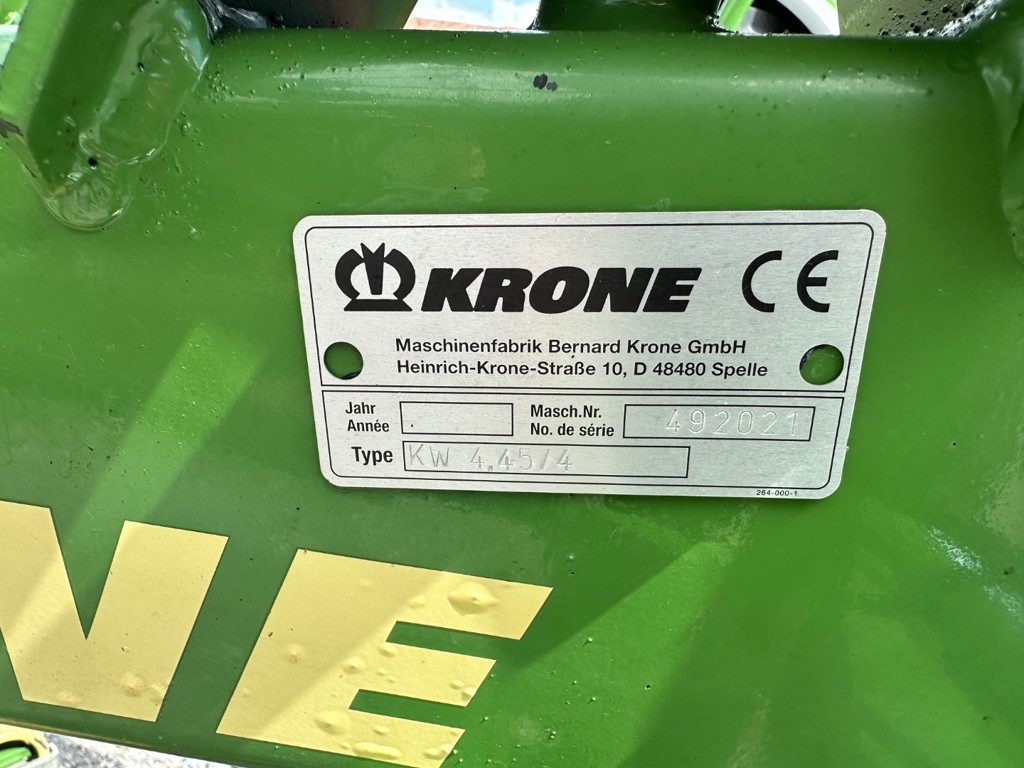 KRONE CE
Maschinenfabrik Bernard Krone GmbH
Heinrich-Krone-Straße 10, D 48480 Spelle
Jahr
Année
Masch.Nr.
No. de série
492021
Type KW 4,45/4
264-000-1
NE